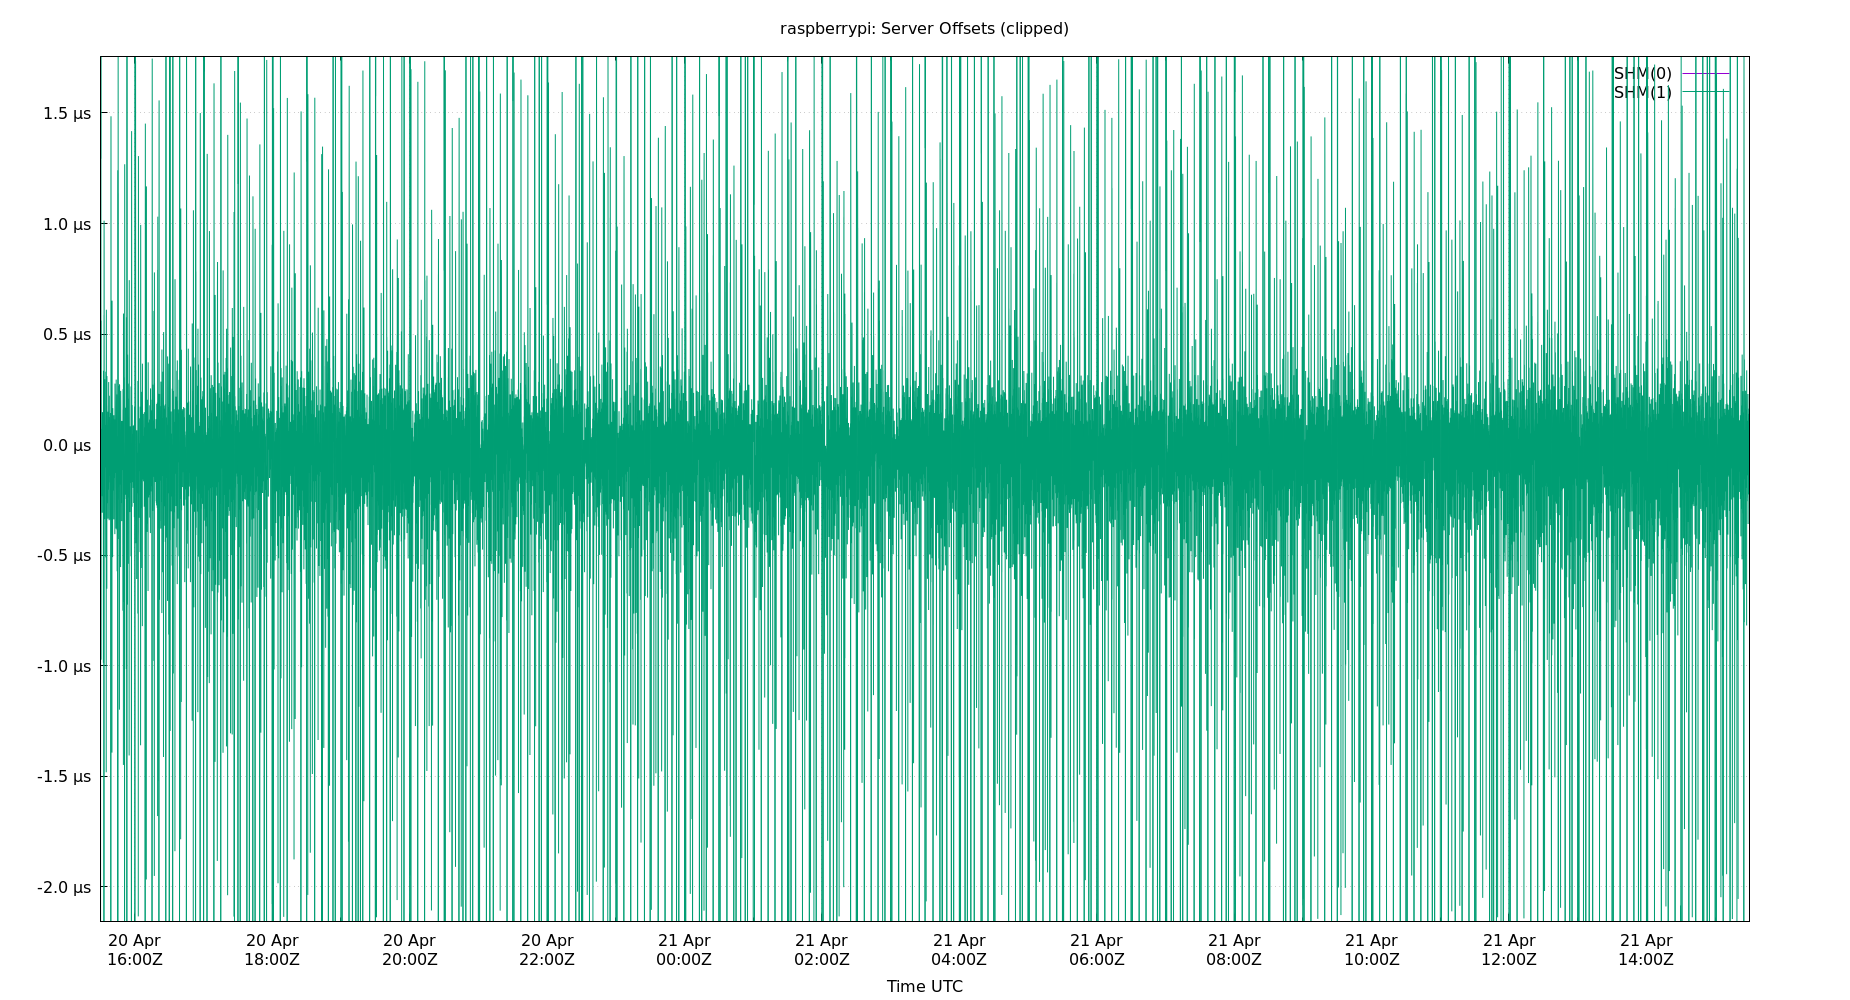 raspberrypi: Server Offsets (clipped)
SHM(0)
SHM(1)
1.5 µs
1.0 µs
0.5 µs
0.0 µs
-0.5 µs
-1.0 µs
-1.5 µs
-2.0 µs
20 Apr 20 Apr 20 Apr 20 Apr 21 Apr 21 Apr 21 Apr 21 Apr 21 Apr 21 Apr 21 Apr 21 Apr
16:00Z 18:00Z 20:00Z 22:00Z 00:00Z 02:00Z 04:00Z 06:00Z 08:00Z 10:00Z 12:00Z 14:00Z
Time UTC